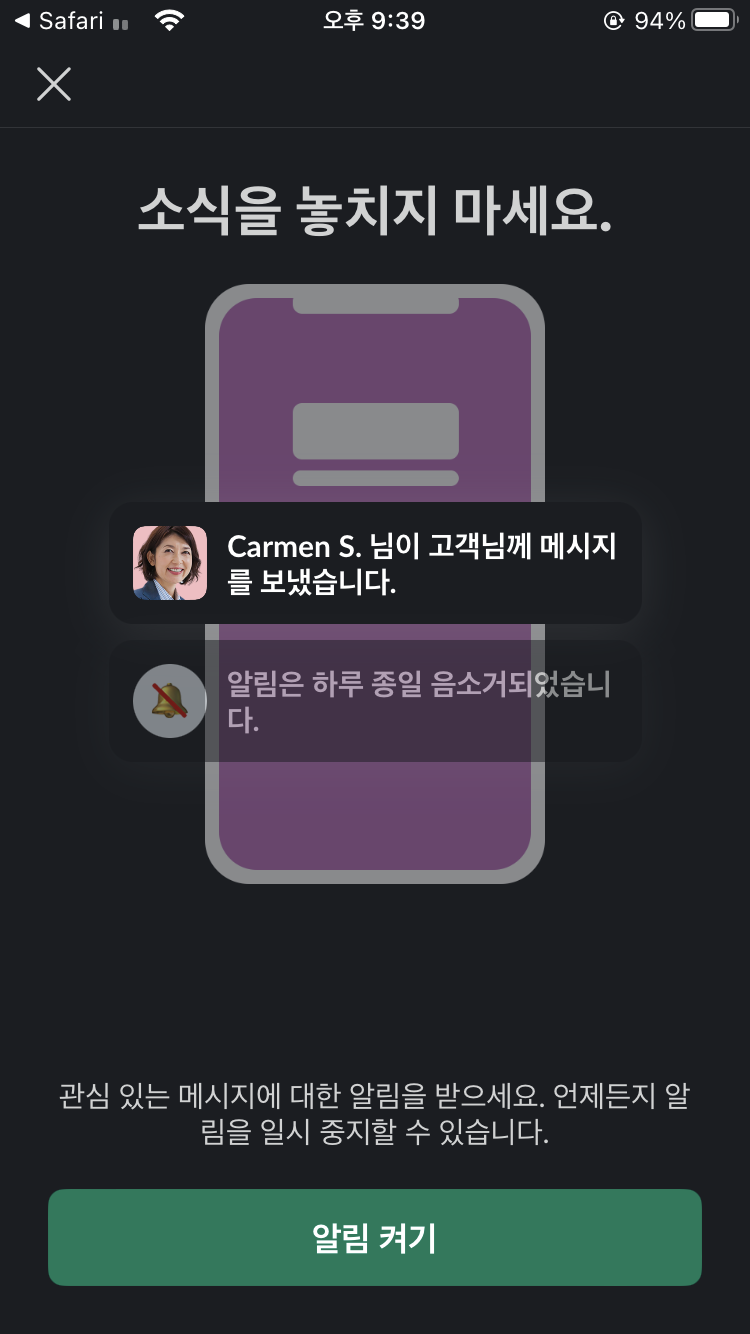 Safari
오후 9:39
94%
소식을 놓치지 마세요.
Carmen S. 님이 고객님께 메시지
를 보냈습니다.
알림은 하루 종일 음소거되었습니
다.
관심 있는 메시지에 대한 알림을 받으세요. 언제든지 알
림을 일시 중지할 수 있습니다.
알림 켜기